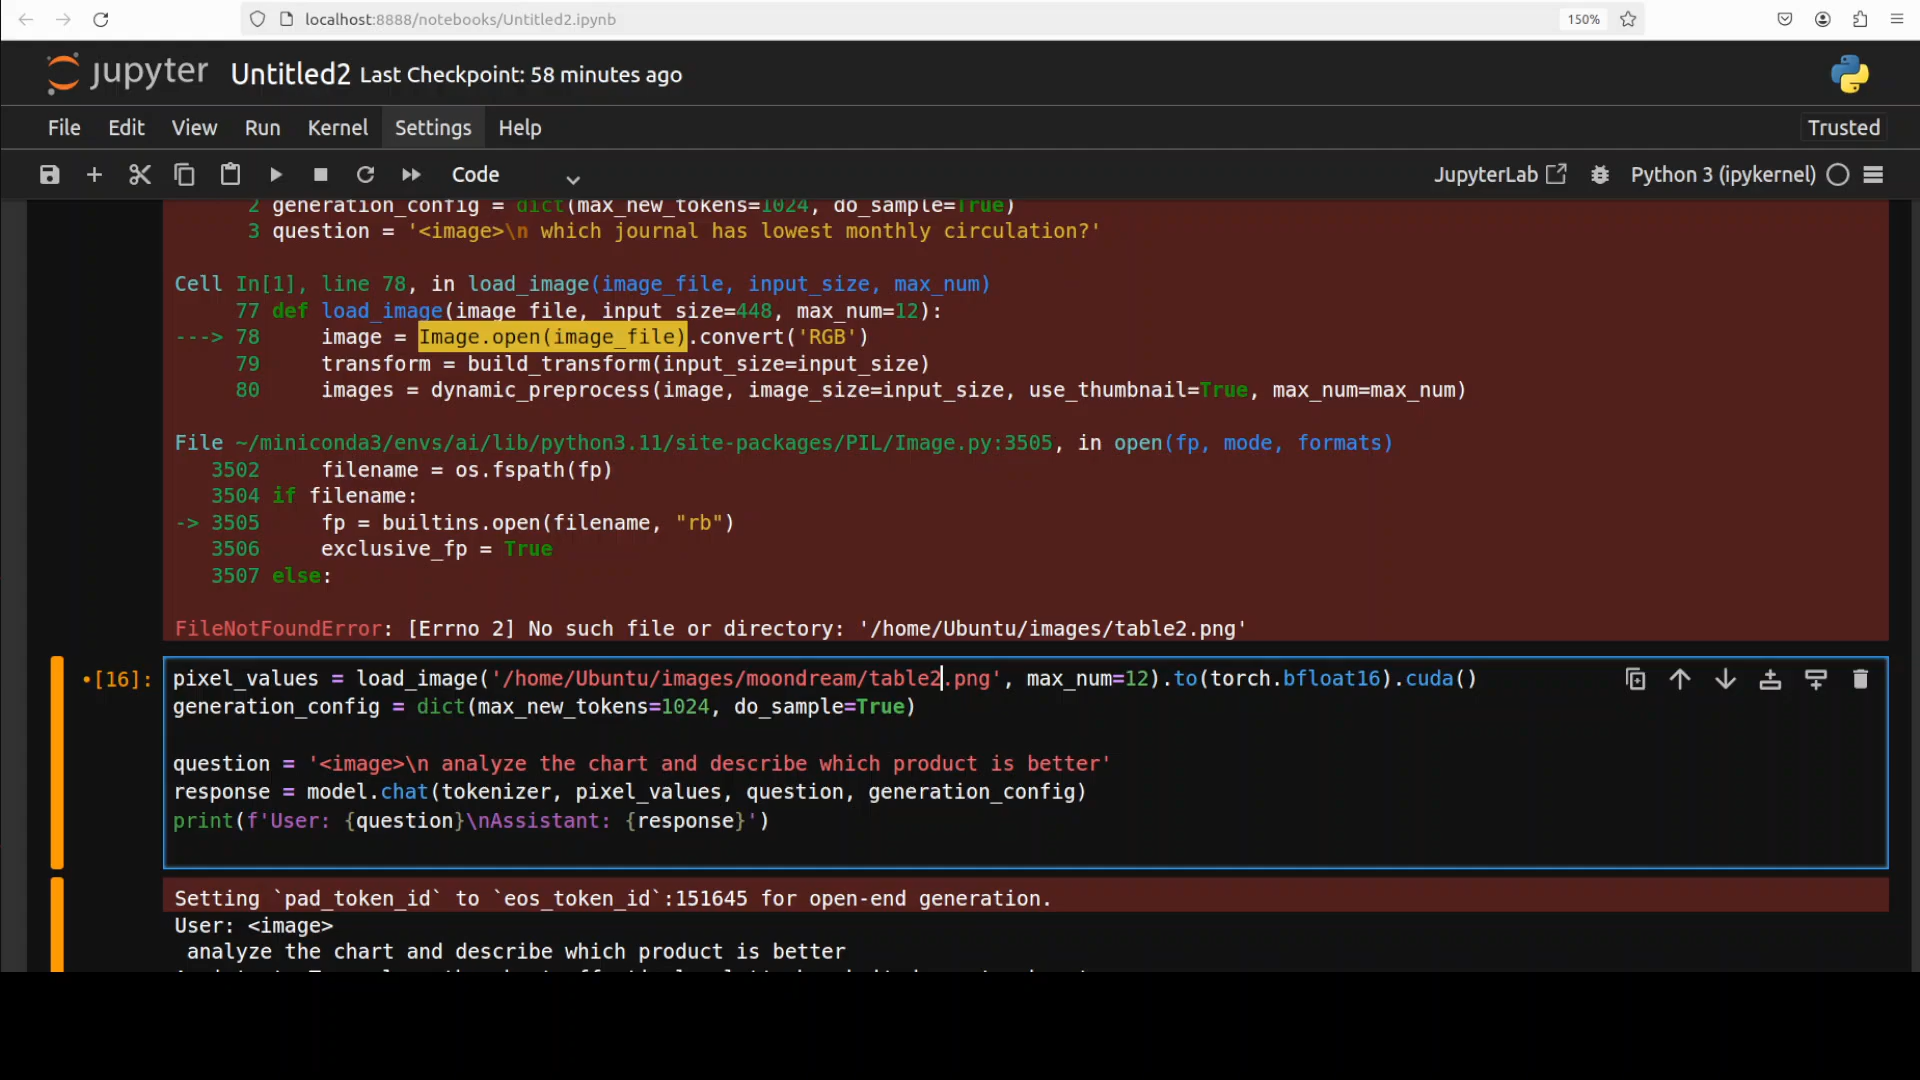 localhost:8888/notebooks/Untitled2.ipynb
150%
jupyter Untitled2 Last Checkpoint: 58 minutes ago
File Edit View Run Kernel Settings Help Trusted
Code JupyterLab Python 3 (ipykernel)
2 generation_config = dict(max_new_tokens=1024, do_sample=True)
3 question = '<image>\n which journal has lowest monthly circulation?'
Cell In[1], line 78, in load_image(image_file, input_size, max_num)
77 def load_image(image_file, input_size=448, max_num=12):
---> 78 image = Image.open(image_file).convert('RGB')
79 transform = build_transform(input_size=input_size)
80 images = dynamic_preprocess(image, image_size=input_size, use_thumbnail=True, max_num=max_num)
File ~/miniconda3/envs/ai/lib/python3.11/site-packages/PIL/Image.py:3505, in open(fp, mode, formats)
3502 filename = os.fspath(fp)
3504 if filename:
-> 3505 fp = builtins.open(filename, "rb")
3506 exclusive_fp = True
3507 else:
FileNotFoundError: [Errno 2] No such file or directory: '/home/Ubuntu/images/table2.png'
•[16]: pixel_values = load_image('/home/Ubuntu/images/moondream/table2.png', max_num=12).to(torch.bfloat16).cuda()
generation_config = dict(max_new_tokens=1024, do_sample=True)
question = '<image>\n analyze the chart and describe which product is better'
response = model.chat(tokenizer, pixel_values, question, generation_config)
print(f'User: {question}\nAssistant: {response}')
Setting `pad_token_id` to `eos_token_id`:151645 for open-end generation.
User: <image>
analyze the chart and describe which product is better